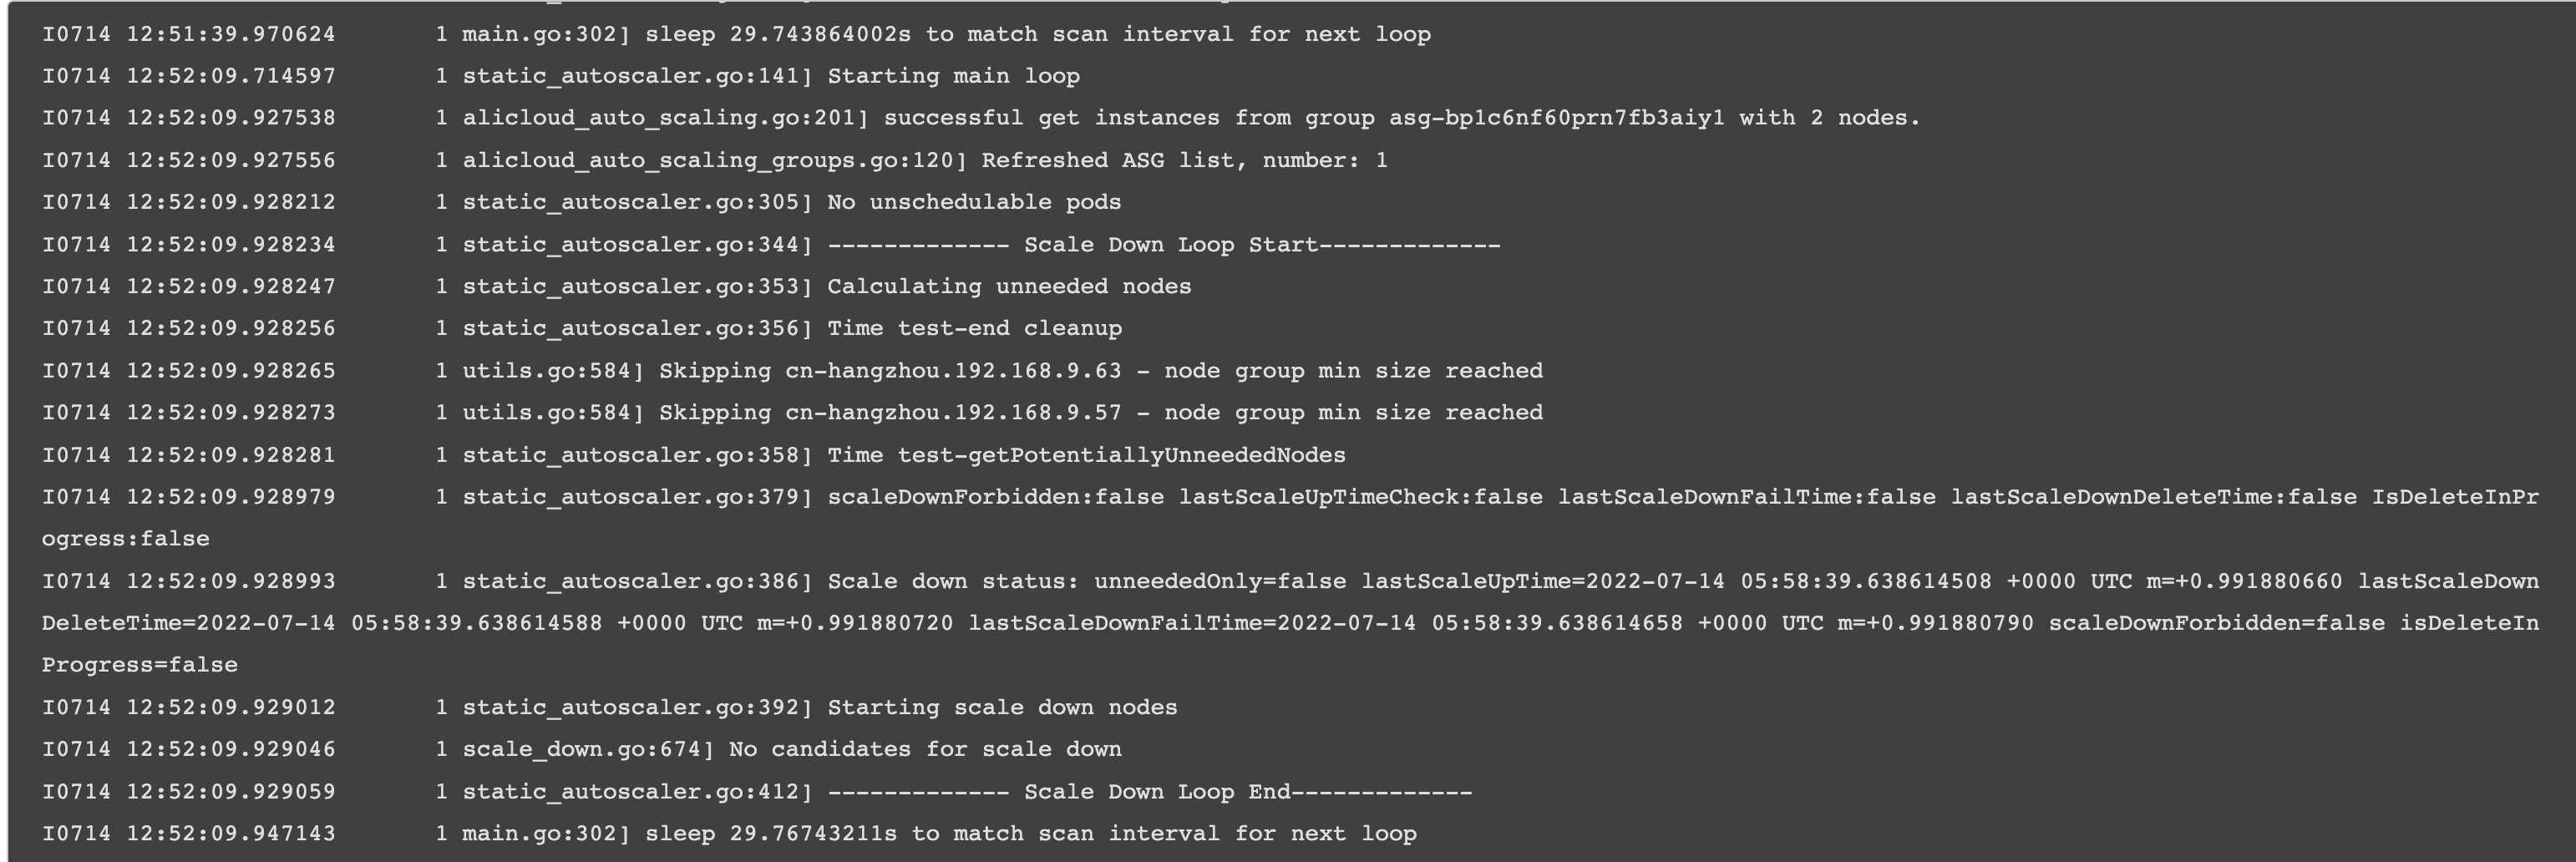 I0714 12:51:39.970624       1 main.go:302] sleep 29.743864002s to match scan interval for next loop
I0714 12:52:09.714597       1 static_autoscaler.go:141] Starting main loop
I0714 12:52:09.927538       1 alicloud_auto_scaling.go:201] successful get instances from group asg-bp1c6nf60prn7fb3aiy1 with 2 nodes.
I0714 12:52:09.927556       1 alicloud_auto_scaling_groups.go:120] Refreshed ASG list, number: 1
I0714 12:52:09.928212       1 static_autoscaler.go:305] No unschedulable pods
I0714 12:52:09.928234       1 static_autoscaler.go:344] ------------- Scale Down Loop Start-------------
I0714 12:52:09.928247       1 static_autoscaler.go:353] Calculating unneeded nodes
I0714 12:52:09.928256       1 static_autoscaler.go:356] Time test-end cleanup
I0714 12:52:09.928265       1 utils.go:584] Skipping cn-hangzhou.192.168.9.63 - node group min size reached
I0714 12:52:09.928273       1 utils.go:584] Skipping cn-hangzhou.192.168.9.57 - node group min size reached
I0714 12:52:09.928281       1 static_autoscaler.go:358] Time test-getPotentiallyUnneededNodes
I0714 12:52:09.928979       1 static_autoscaler.go:379] scaleDownForbidden:false lastScaleUpTimeCheck:false lastScaleDownFailTime:false lastScaleDownDeleteTime:false IsDeleteInPr
ogress:false
I0714 12:52:09.928993       1 static_autoscaler.go:386] Scale down status: unneededOnly=false lastScaleUpTime=2022-07-14 05:58:39.638614508 +0000 UTC m=+0.991880660 lastScaleDown
DeleteTime=2022-07-14 05:58:39.638614588 +0000 UTC m=+0.991880720 lastScaleDownFailTime=2022-07-14 05:58:39.638614658 +0000 UTC m=+0.991880790 scaleDownForbidden=false isDeleteIn
Progress=false
I0714 12:52:09.929012       1 static_autoscaler.go:392] Starting scale down nodes
I0714 12:52:09.929046       1 scale_down.go:674] No candidates for scale down
I0714 12:52:09.929059       1 static_autoscaler.go:412] ------------- Scale Down Loop End-------------
I0714 12:52:09.947143       1 main.go:302] sleep 29.76743211s to match scan interval for next loop